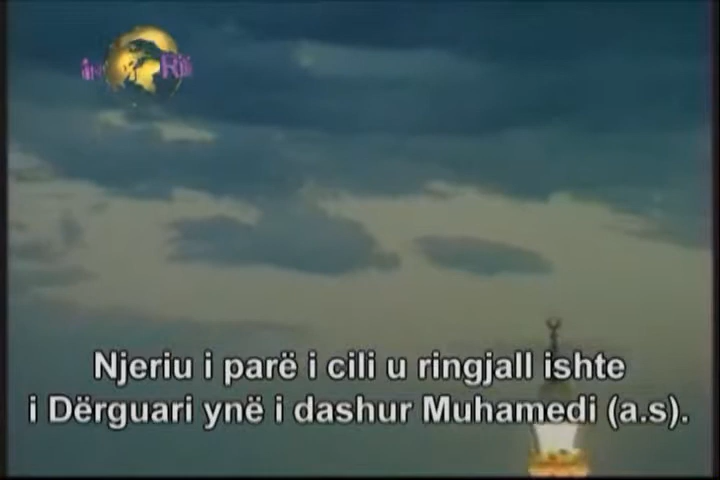 Njeriu i parë i cili u ringjall ishte
i Dërguari ynë i dashur Muhamedi (a.s).